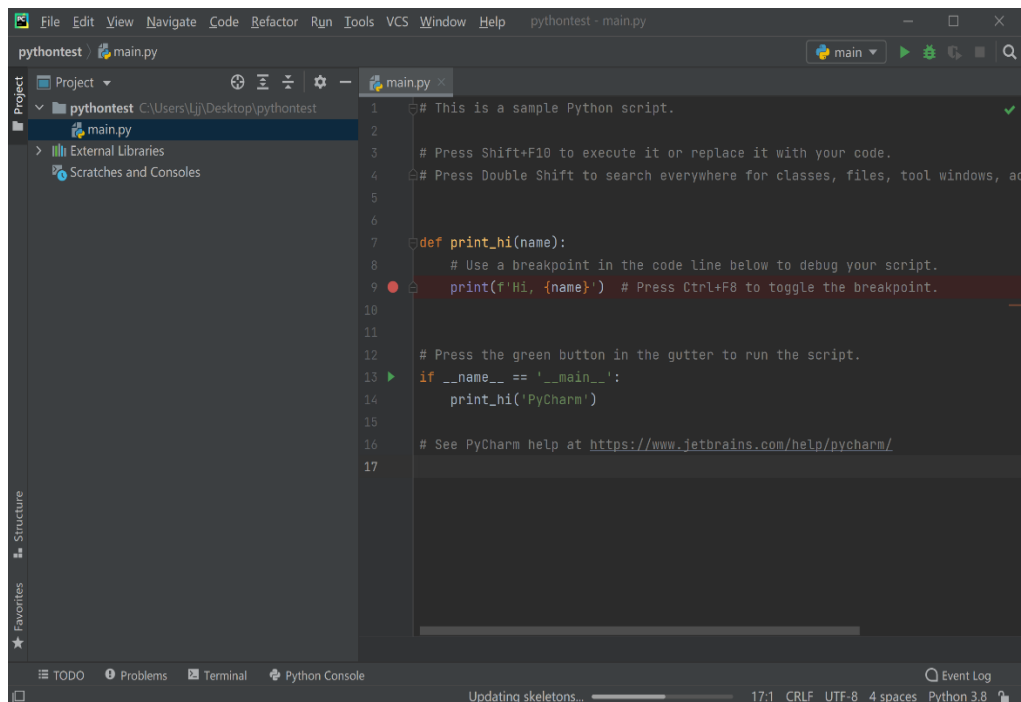 PC File Edit View Navigate Code Refactor Run Tools VCS Window Help pythontest - main.py
pythontest main.py main
Project
Project
pythontest C:\Users\Ljj\Desktop\pythontest
main.py
External Libraries
Scratches and Consoles
Structure
Favorites
main.py
1 # This is a sample Python script.
2
3 # Press Shift+F10 to execute it or replace it with your code.
4 # Press Double Shift to search everywhere for classes, files, tool windows, ac
5
6
7 def print_hi(name):
8 # Use a breakpoint in the code line below to debug your script.
9 print(f'Hi, {name}') # Press Ctrl+F8 to toggle the breakpoint.
10
11
12 # Press the green button in the gutter to run the script.
13 if __name__ == '__main__':
14 print_hi('PyCharm')
15
16 # See PyCharm help at https://www.jetbrains.com/help/pycharm/
17
TODO Problems Terminal Python Console Event Log
Updating skeletons... 17:1 CRLF UTF-8 4 spaces Python 3.8